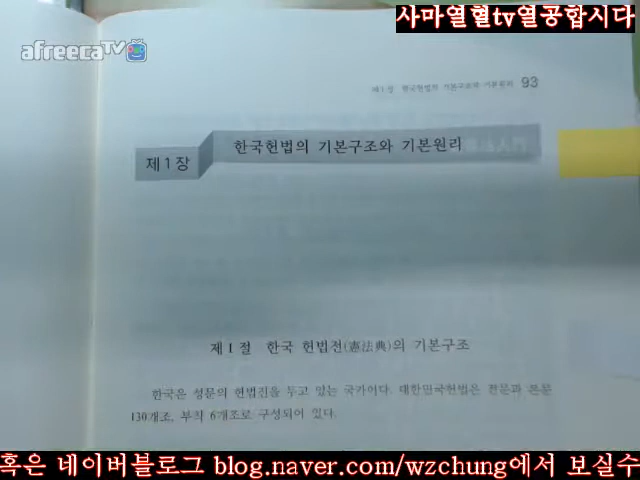 사마열혈tv열공합시다
afreecaTV
제1절 한국헌법의 기본구조와 기본원리 93
제1장 한국헌법의 기본구조와 기본원리
제1절 한국 헌법전(憲法典)의 기본구조
한국은 성문의 헌법전을 두고 있는 국가이다. 대한민국헌법은 전문과 본문
130개조, 부칙 6개조로 구성되어 있다.
혹은 네이버블로그 blog.naver.com/wzchung에서 보실수